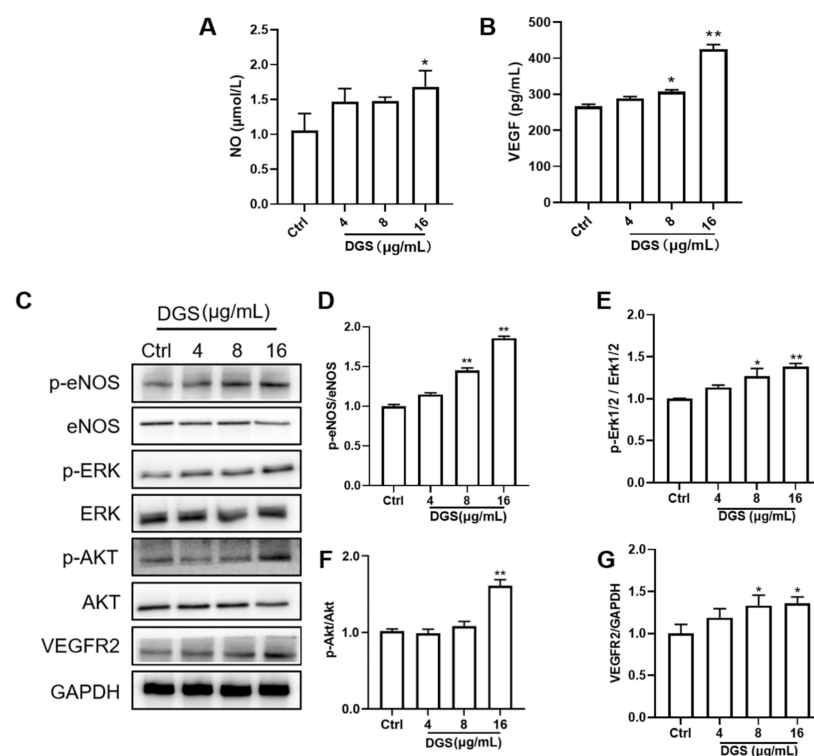 A
NO (μmol/L)
2.5
2.0
1.5
1.0
0.5
0.0
*
Ctrl
4
8
16
DGS (μg/mL)
B
VEGF (pg/mL)
500
400
300
200
100
0
*
**
Ctrl
4
8
16
DGS (μg/mL)
C
DGS(μg/mL)
Ctrl 4 8 16
p-eNOS
eNOS
p-ERK
ERK
p-AKT
AKT
VEGFR2
GAPDH
D
p-eNOS/eNOS
2.0
1.5
1.0
0.5
0.0
**
**
Ctrl 4 8 16
DGS(μg/mL)
E
p-Erk1/2 / Erk1/2
2.0
1.5
1.0
0.5
0.0
*
**
Ctrl 4 8 16
DGS (μg/mL)
F
p-Akt/Akt
2.0
1.5
1.0
0.5
0.0
**
Ctrl 4 8 16
DGS(μg/mL)
G
VEGFR2/GAPDH
2.0
1.5
1.0
0.5
0.0
*
*
Ctrl 4 8 16
DGS (μg/mL)